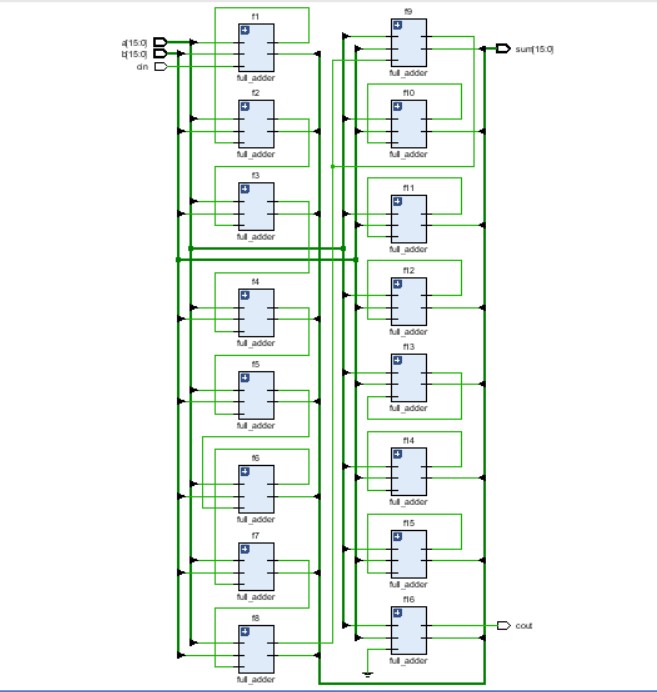 a[15:0]
b[15:0]
cin
f1
full_adder
f2
full_adder
f3
full_adder
f4
full_adder
f5
full_adder
f6
full_adder
f7
full_adder
f8
full_adder
f9
full_adder
f10
full_adder
f11
full_adder
f12
full_adder
f13
full_adder
f14
full_adder
f15
full_adder
f16
full_adder
sum[15:0]
cout